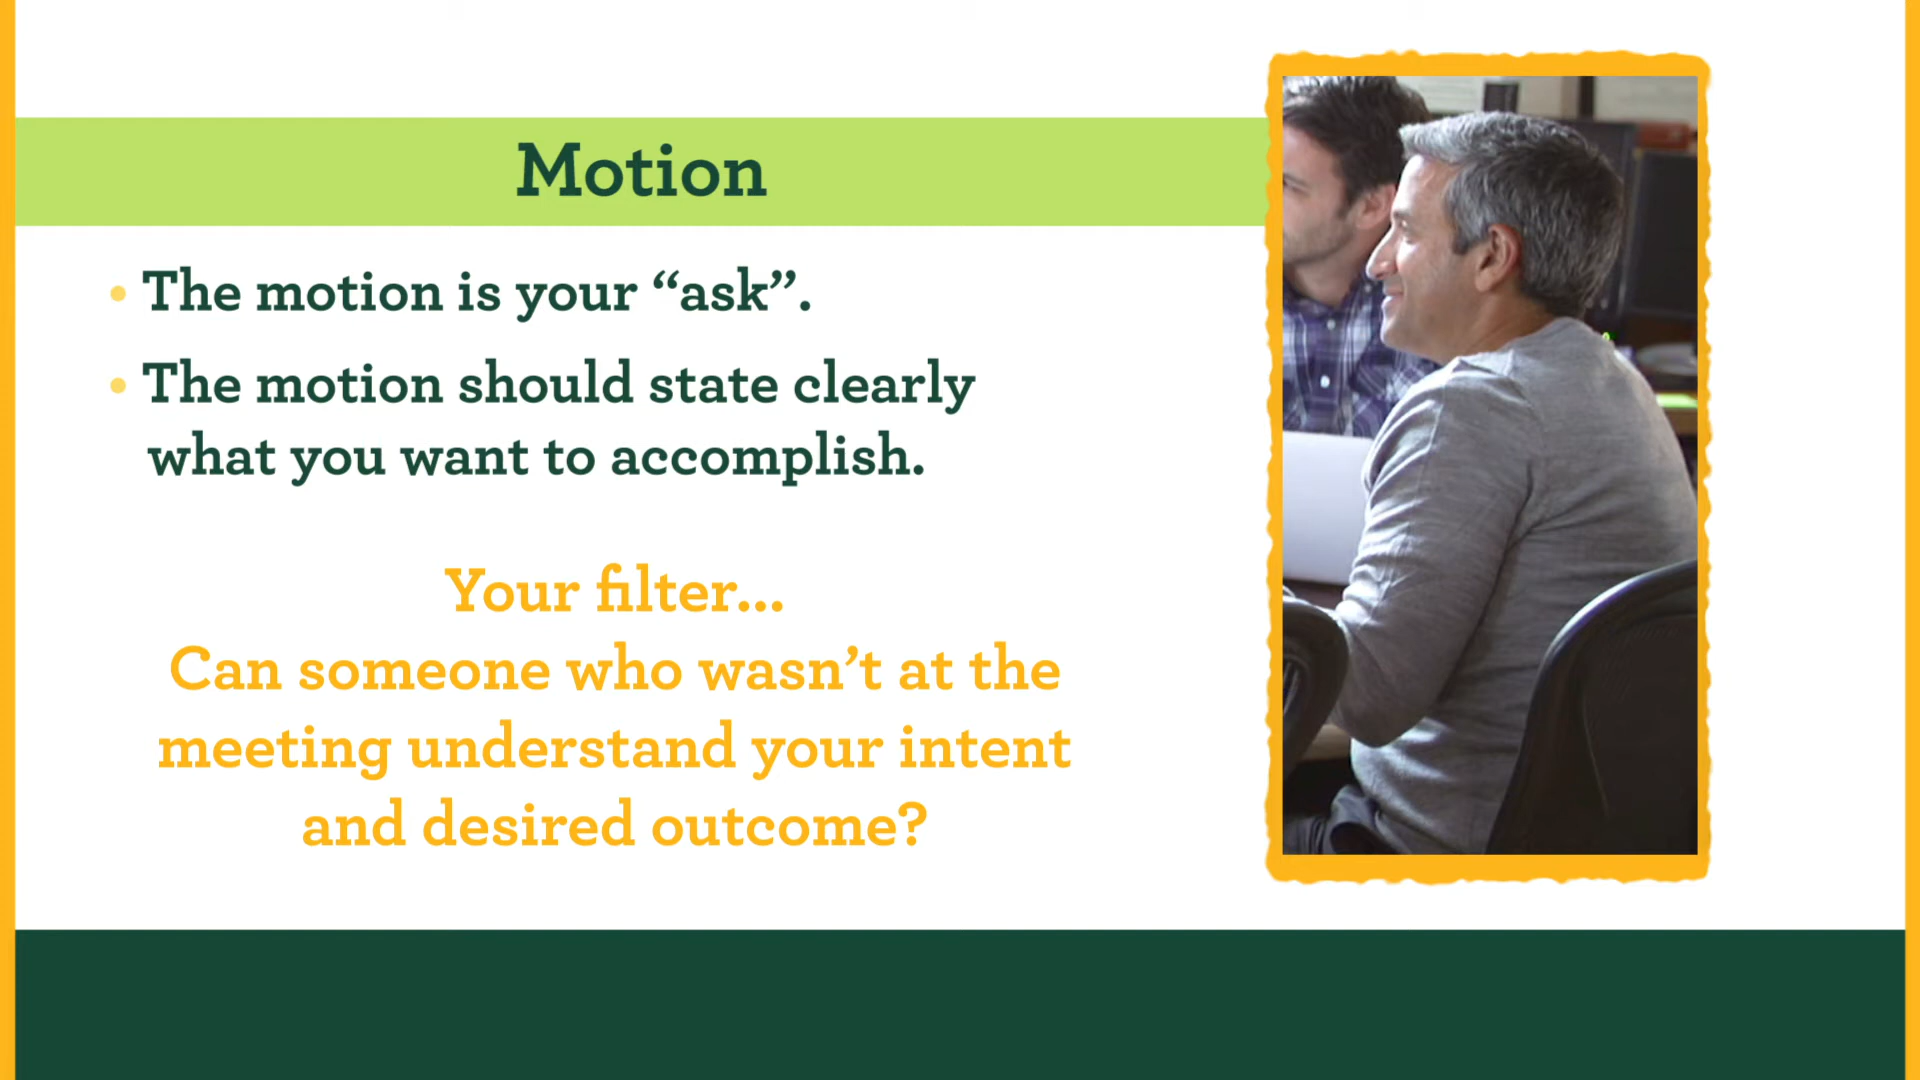 Motion
• The motion is your “ask”.
• The motion should state clearly
what you want to accomplish.
Your filter...
Can someone who wasn’t at the
meeting understand your intent
and desired outcome?